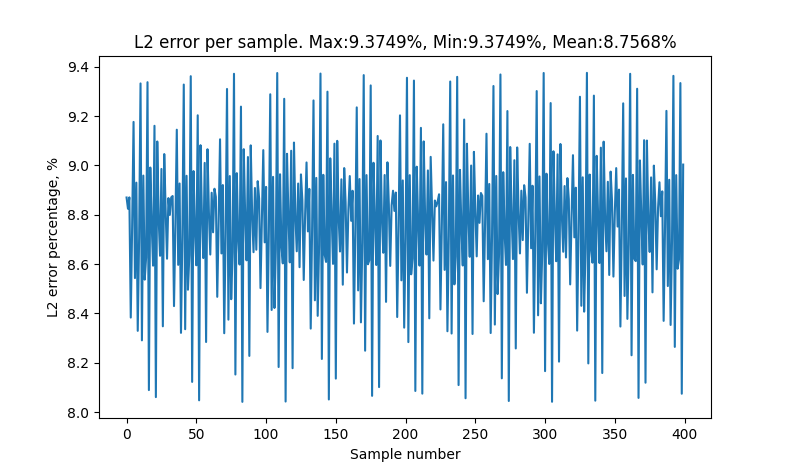 L2 error per sample. Max:9.3749%, Min:9.3749%, Mean:8.7568%
9.4
9.2
9.0
8.8
8.6
8.4
8.2
8.0
L2 error percentage, %
0 50 100 150 200 250 300 350 400
Sample number